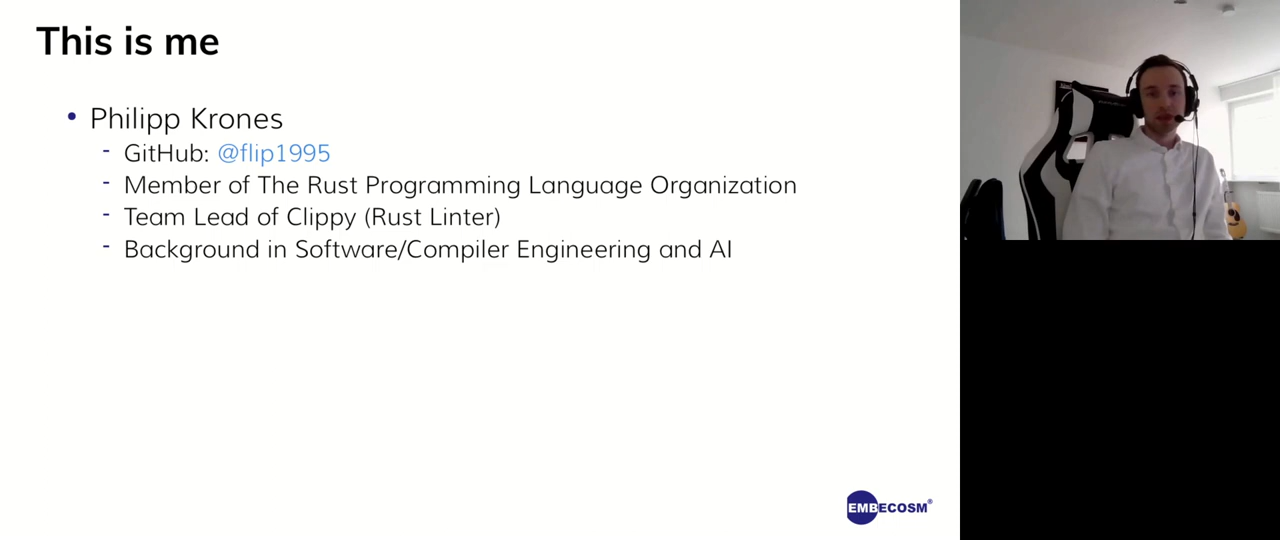 This is me
• Philipp Krones
- GitHub: @flip1995
- Member of The Rust Programming Language Organization
- Team Lead of Clippy (Rust Linter)
- Background in Software/Compiler Engineering and AI
EMBECOSM®